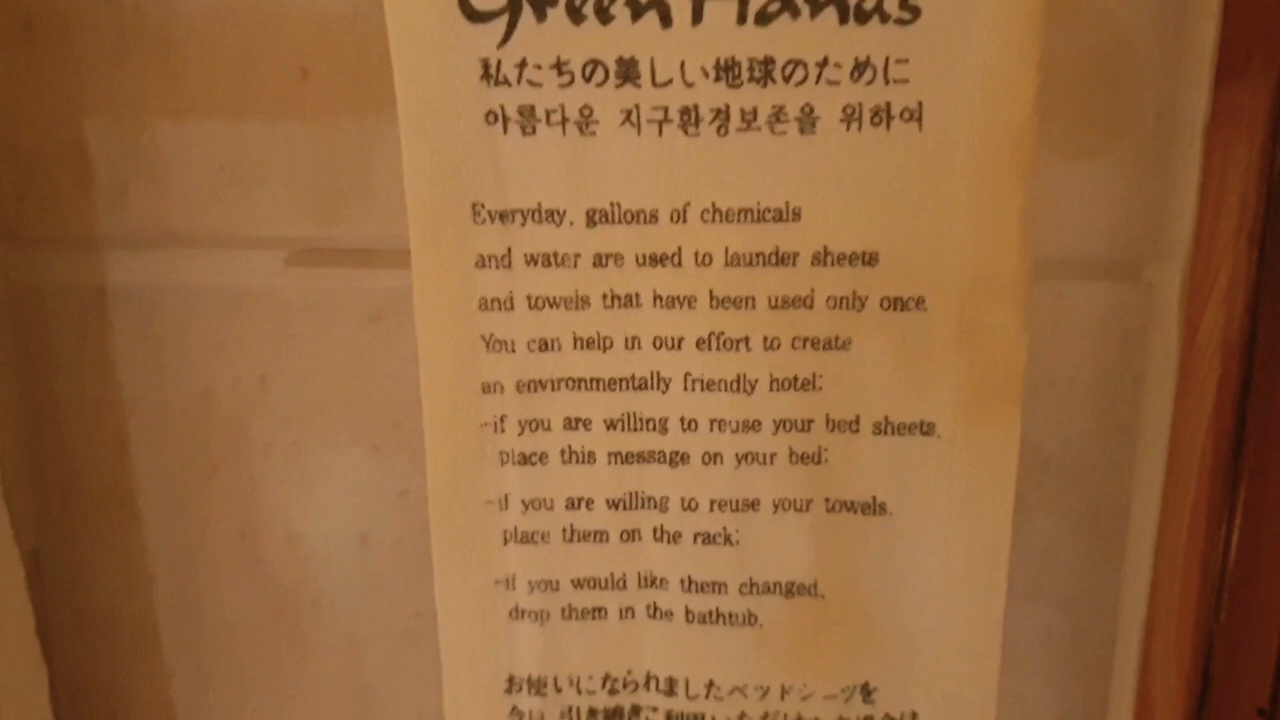 Green Hands
私たちの美しい地球のために
아름다운 지구환경보존을 위하여
Everyday, gallons of chemicals
and water are used to launder sheets
and towels that have been used only once.
You can help in our effort to create
an environmentally friendly hotel:
-if you are willing to reuse your bed sheets,
place this message on your bed;
-if you are willing to reuse your towels,
place them on the rack;
-if you would like them changed,
drop them in the bathtub.
お使いになられましたベッドシーツを